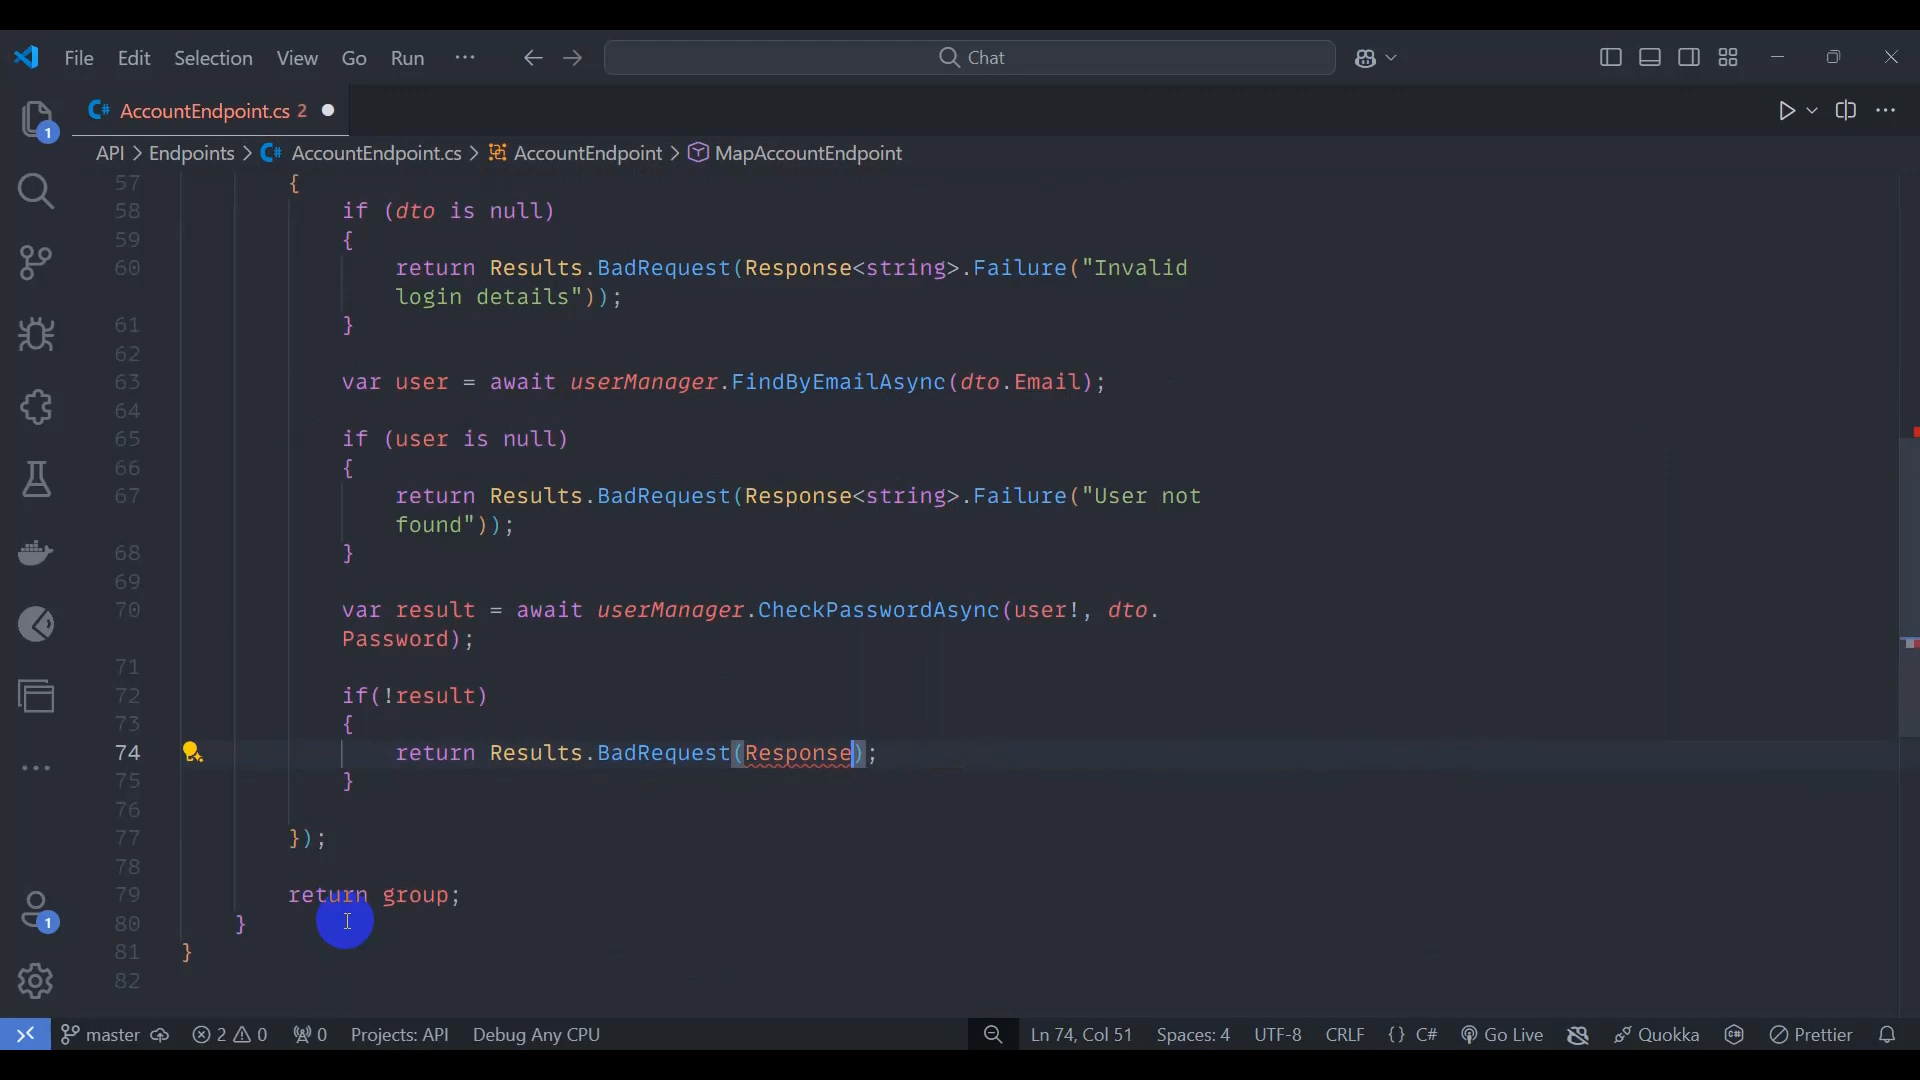 File Edit Selection View Go Run ··· Chat
1 AccountEndpoint.cs 2
API > Endpoints > AccountEndpoint.cs > AccountEndpoint > MapAccountEndpoint
57 {
58 if (dto is null)
59 {
60 return Results.BadRequest(Response<string>.Failure("Invalid
login details"));
61 }
62
63 var user = await userManager.FindByEmailAsync(dto.Email);
64
65 if (user is null)
66 {
67 return Results.BadRequest(Response<string>.Failure("User not
found"));
68 }
69
70 var result = await userManager.CheckPasswordAsync(user!, dto.
Password);
71
72 if(!result)
73 {
74 return Results.BadRequest(Response);
75 }
76
77 });
78
79 return group;
80 }
1
81 }
82
master 2 0 0 Projects: API Debug Any CPU Ln 74, Col 51 Spaces: 4 UTF-8 CRLF {} C# Go Live Quokka Prettier